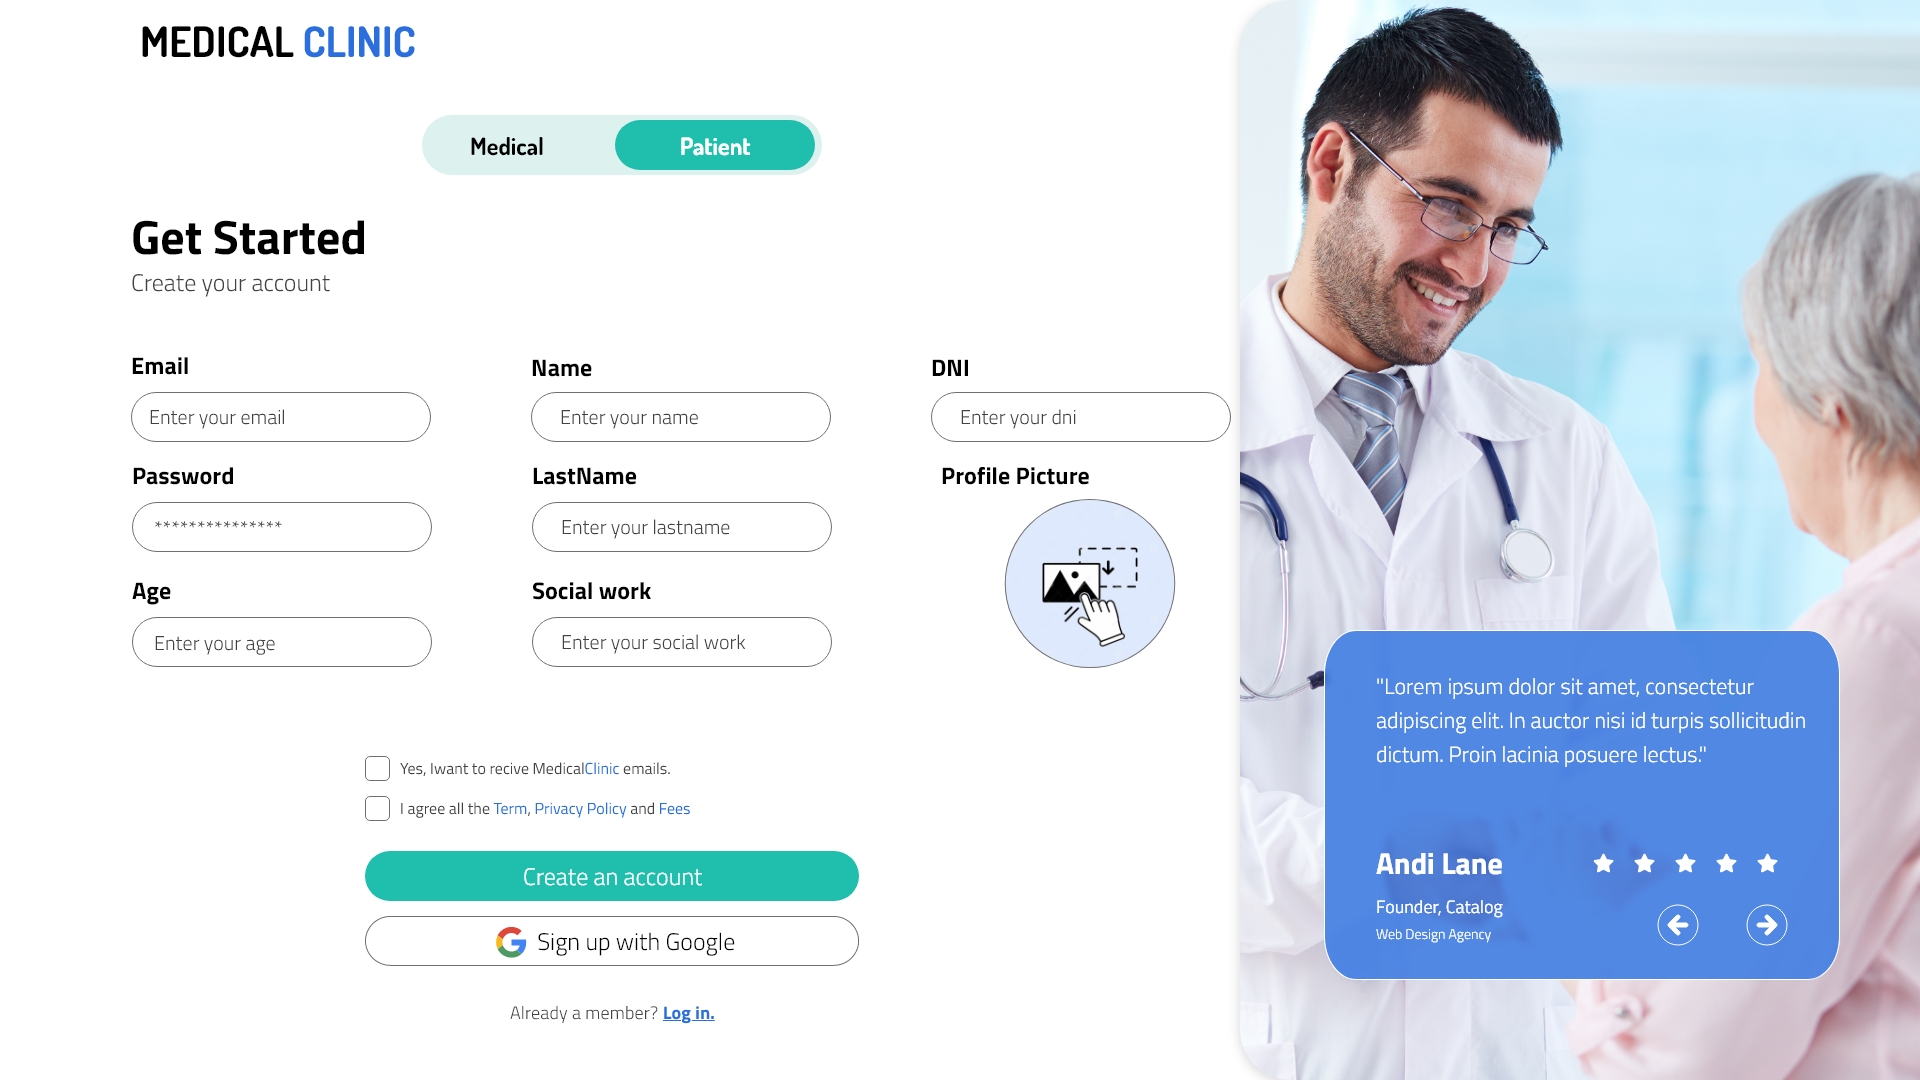 MEDICAL CLINIC
Medical
Patient
Get Started
Create your account
Email
Name
DNI
Enter your email
Enter your name
Enter your dni
Password
LastName
Profile Picture
***************
Enter your lastname
Age
Social work
Enter your age
Enter your social work
Yes, Iwant to recive MedicalClinic emails.
I agree all the Term, Privacy Policy and Fees
Create an account
Sign up with Google
Already a member? Log in.
"Lorem ipsum dolor sit amet, consectetur
adipiscing elit. In auctor nisi id turpis sollicitudin
dictum. Proin lacinia posuere lectus."
Andi Lane
Founder, Catalog
Web Design Agency